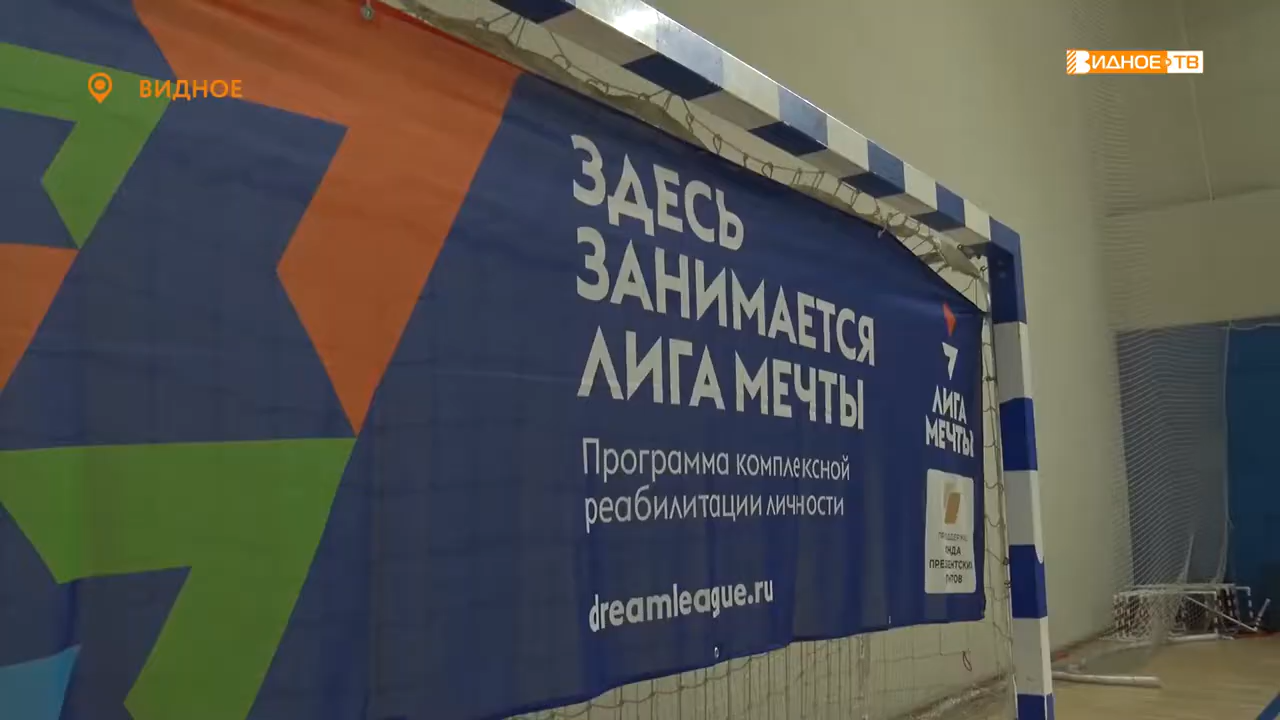 ВИДНОЕ
ВИДНОЕ ТВ
ЗДЕСЬ
ЗАНИМАЕТСЯ
ЛИГА МЕЧТЫ
Программа комплексной
реабилитации личности
dreamleague.ru
ЛИГА
МЕЧТЫ